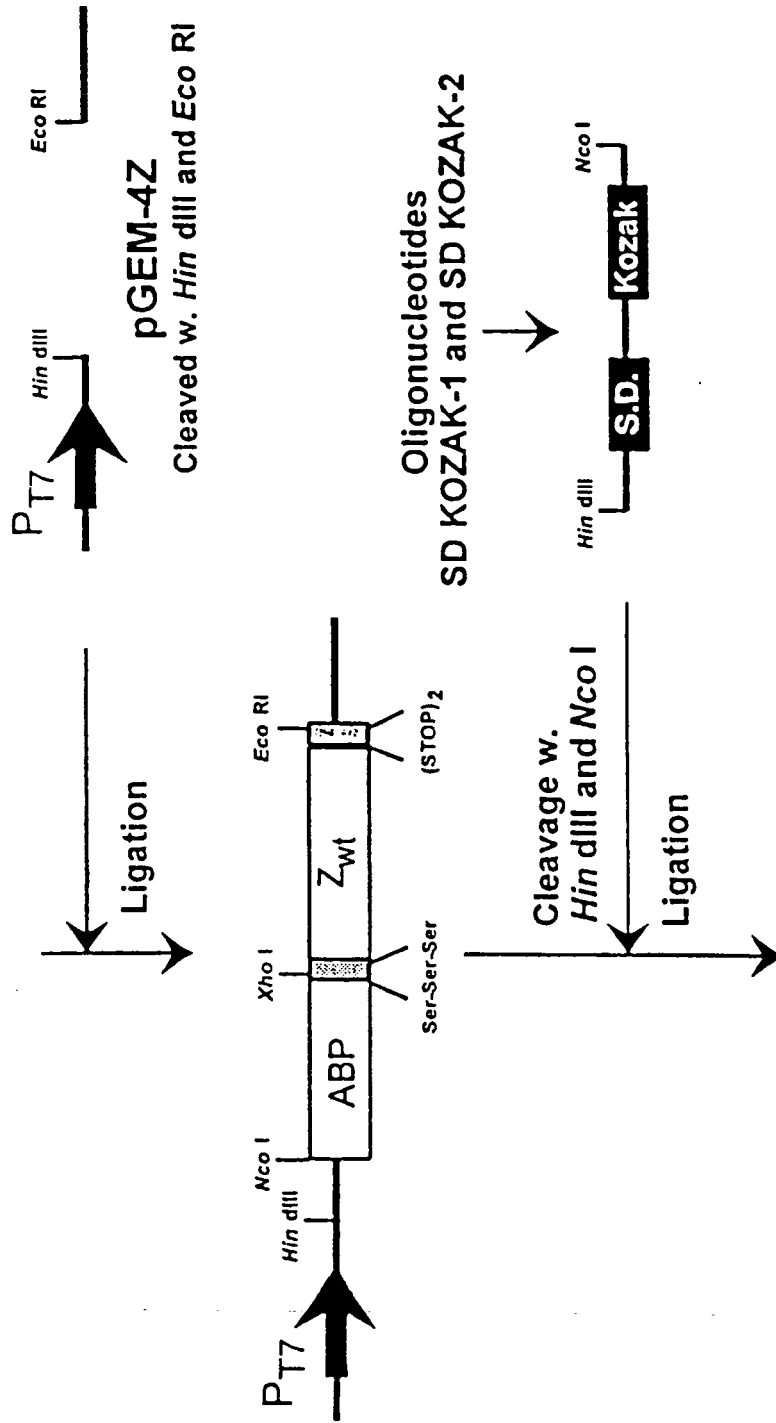 P T7
Hin dIII
Eco RI
pGEM-4Z
Cleaved w. Hin dIII and Eco RI
Ligation
P T7
Hin dIII
Nco I
Xho I
Eco RI
ABP
Zwt
Ser-Ser-Ser
(STOP)2
Oligonucleotides
SD KOZAK-1 and SD KOZAK-2
Cleavage w.
Hin dIII and Nco I
Ligation
Hin dIII
S.D.
Kozak
Nco I